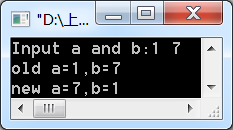 "D:\上...
Input a and b:1 7
old a=1,b=7
new a=7,b=1